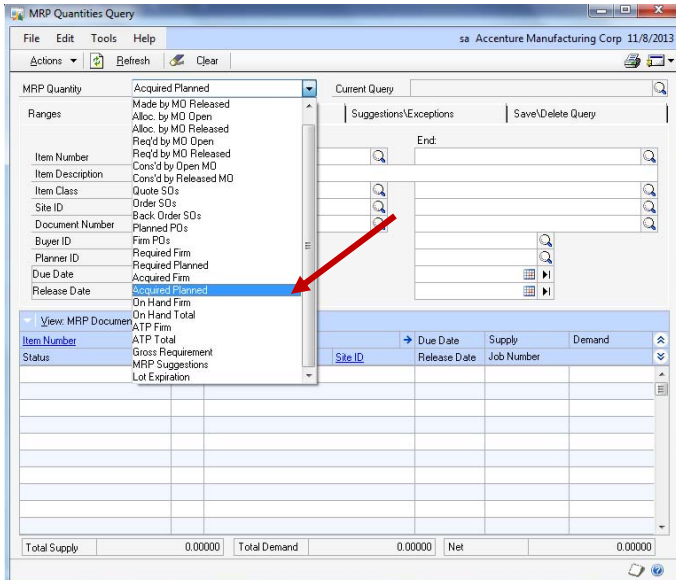 MRP Quantities Query
File Edit Tools Help sa Accenture Manufacturing Corp 11/8/2013
Actions Refresh Clear
MRP Quantity Acquired Planned Current Query
Ranges Suggestions\Exceptions Save\Delete Query
Made by MO Released
Alloc. by MO Open
Alloc. by MO Released
Req'd by MO Open
Req'd by MO Released
Cons'd by Open MO
Cons'd by Released MO
Quote SOs
Order SOs
Back Order SOs
Planned POs
Firm POs
Required Firm
Required Planned
Acquired Firm
Acquired Planned
On Hand Firm
On Hand Total
ATP Firm
ATP Total
Gross Requirement
MRP Suggestions
Lot Expiration
End:
Item Number
Item Description
Item Class
Site ID
Document Number
Buyer ID
Planner ID
Due Date
Release Date
View: MRP Documen
Item Number Due Date Supply Demand
Status Site ID Release Date Job Number
Total Supply 0.00000 Total Demand 0.00000 Net 0.00000